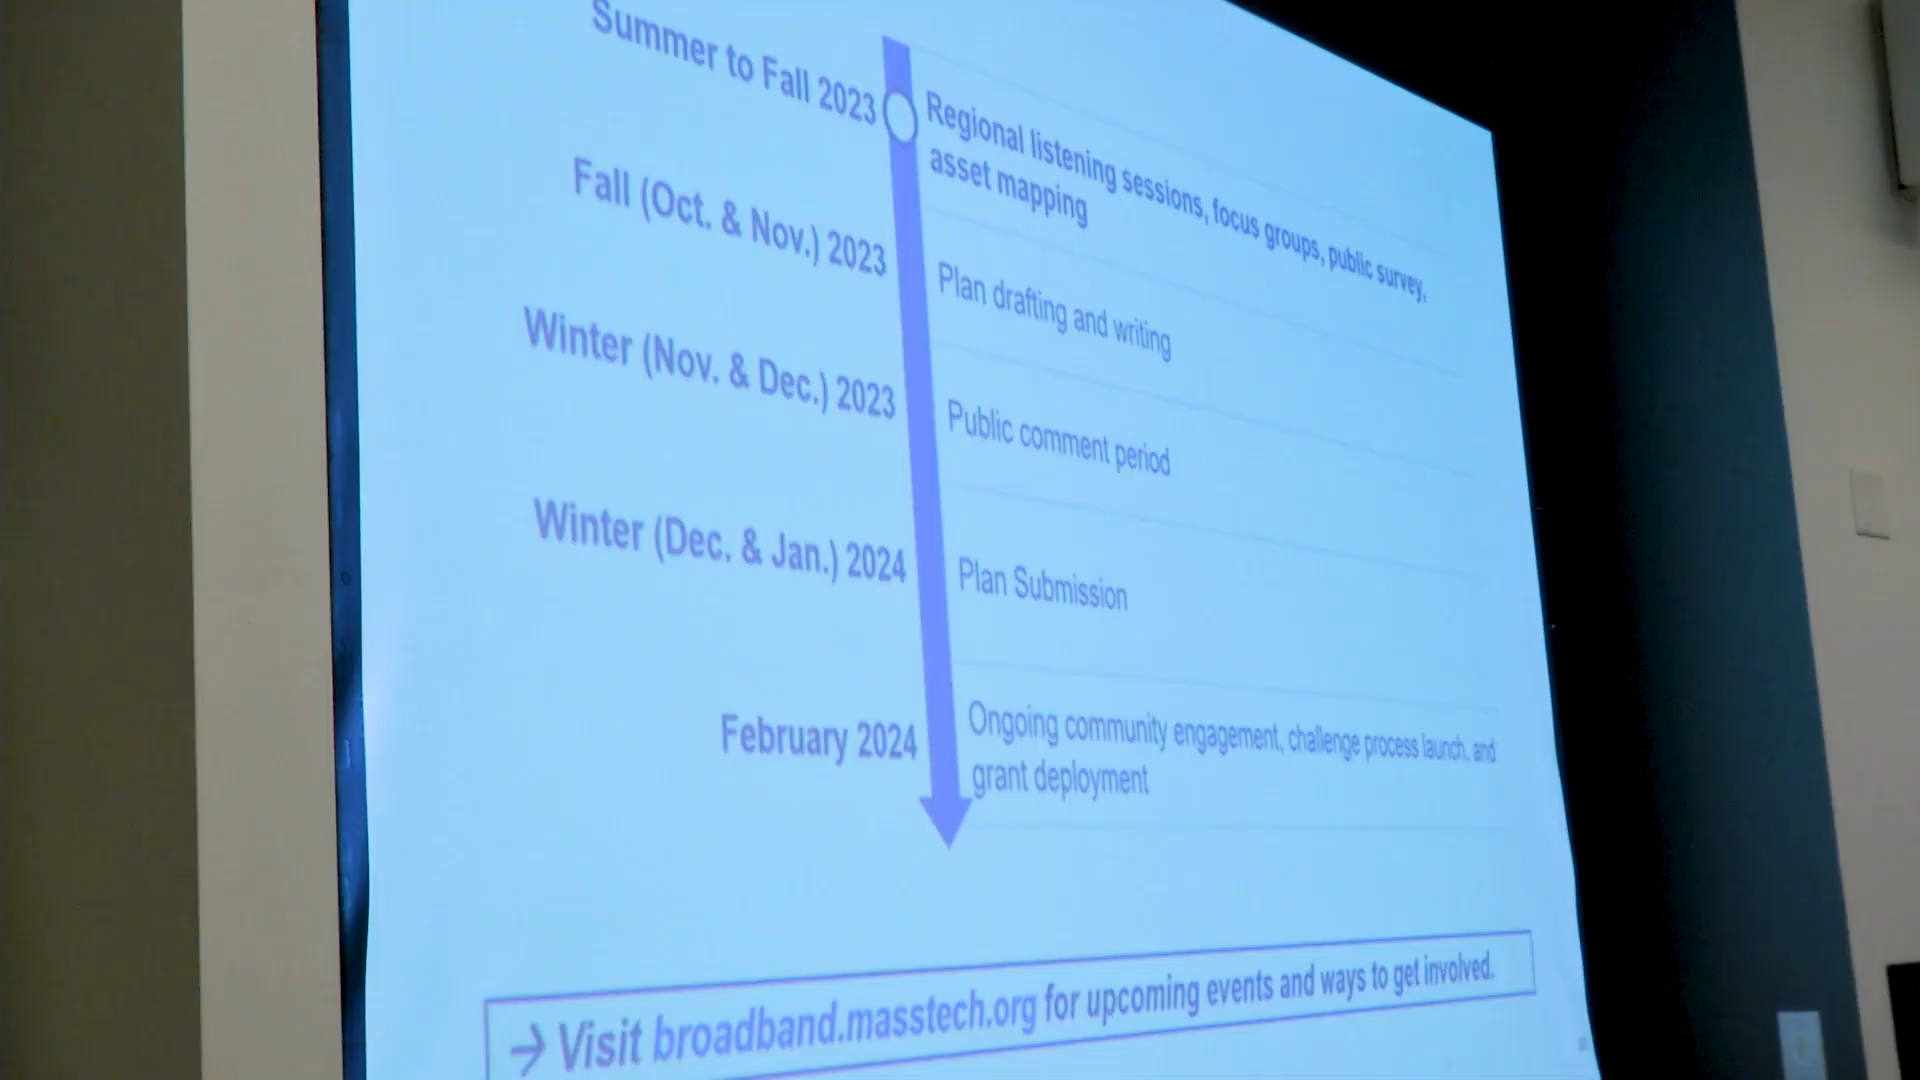 Summer to Fall 2023
Regional listening sessions, focus groups, public survey,
asset mapping
Fall (Oct. & Nov.) 2023
Plan drafting and writing
Winter (Nov. & Dec.) 2023
Public comment period
Winter (Dec. & Jan.) 2024
Plan Submission
February 2024
Ongoing community engagement, challenge process launch, and
grant deployment
→ Visit broadband.masstech.org for upcoming events and ways to get involved.